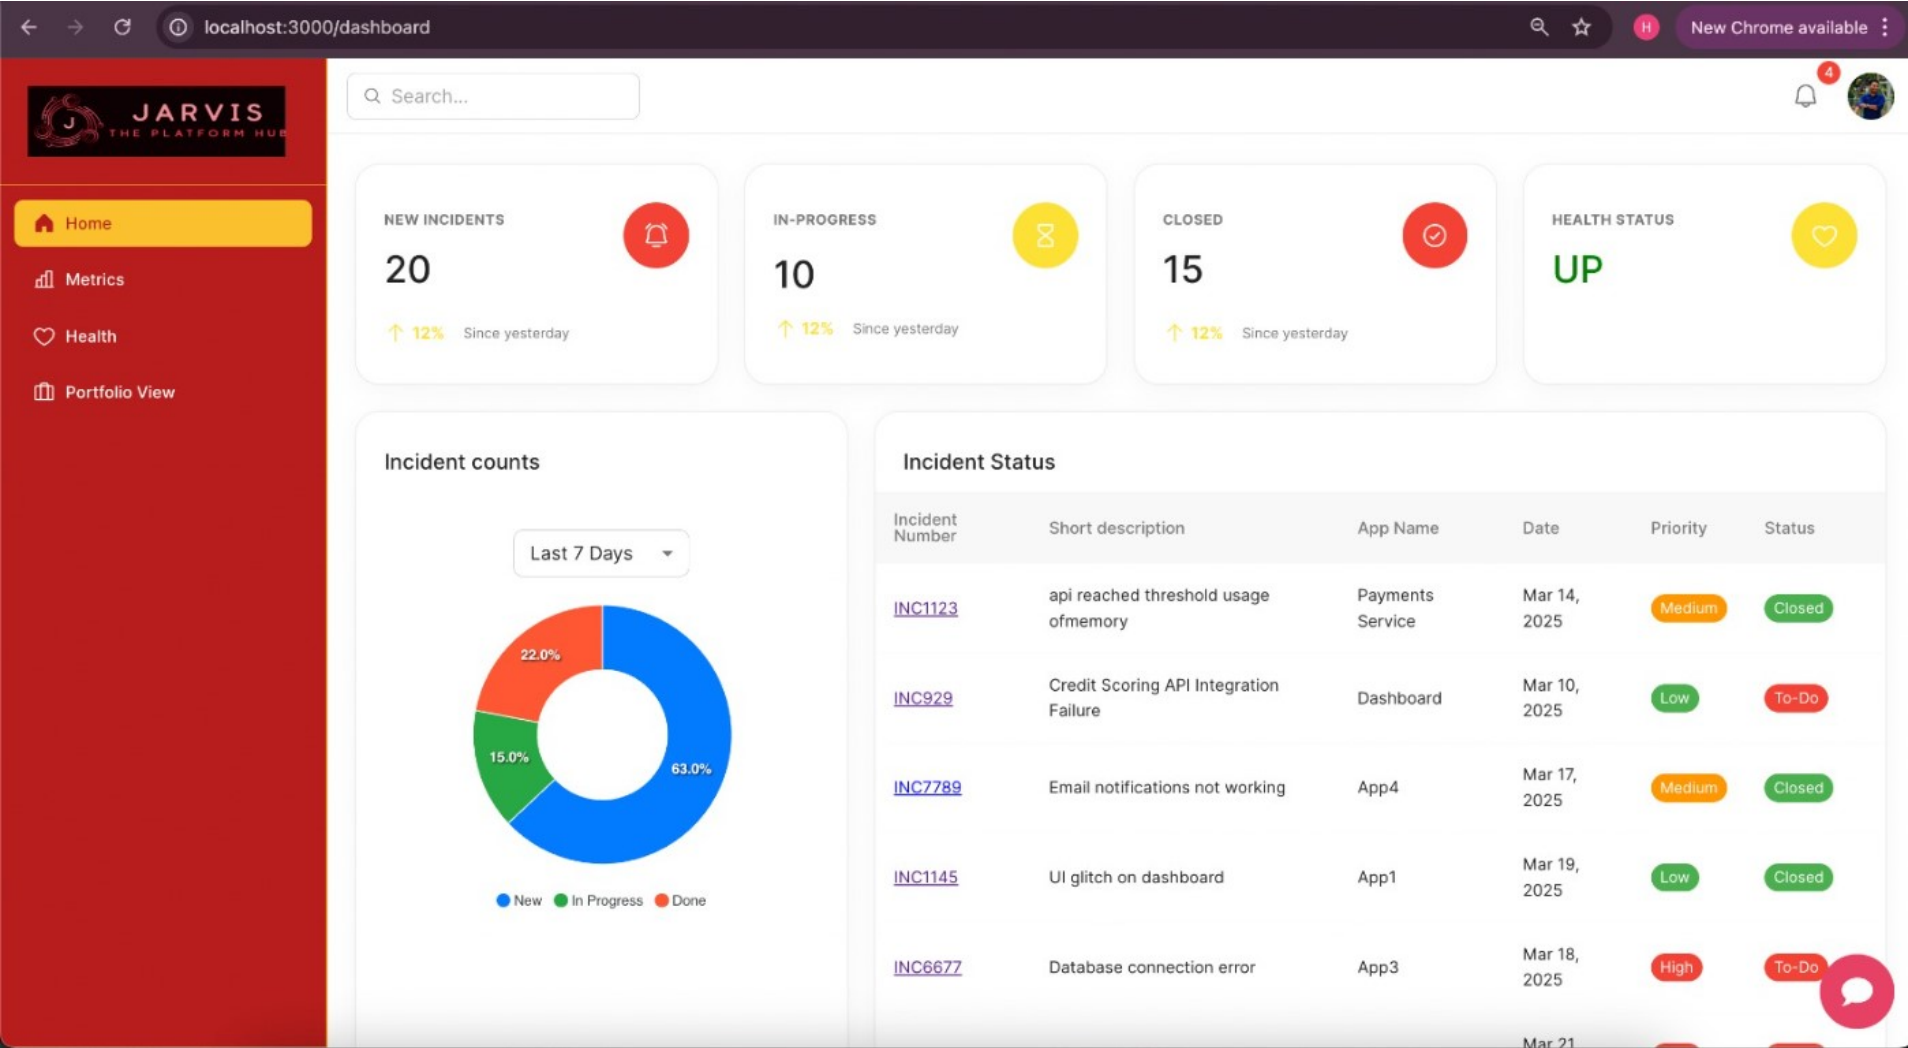 localhost:3000/dashboard
H
New Chrome available
J
JARVIS
THE PLATFORM HUB
Search...
4
Home
Metrics
Health
Portfolio View
NEW INCIDENTS
20
12% Since yesterday
IN-PROGRESS
10
12% Since yesterday
CLOSED
15
12% Since yesterday
HEALTH STATUS
UP
Incident counts
Last 7 Days
22.0%
15.0%
63.0%
New In Progress Done
Incident Status
Incident Number Short description App Name Date Priority Status
INC1123 api reached threshold usage ofmemory Payments Service Mar 14, 2025 Medium Closed
INC929 Credit Scoring API Integration Failure Dashboard Mar 10, 2025 Low To-Do
INC7789 Email notifications not working App4 Mar 17, 2025 Medium Closed
INC1145 UI glitch on dashboard App1 Mar 19, 2025 Low Closed
INC6677 Database connection error App3 Mar 18, 2025 High To-Do
Mar 21